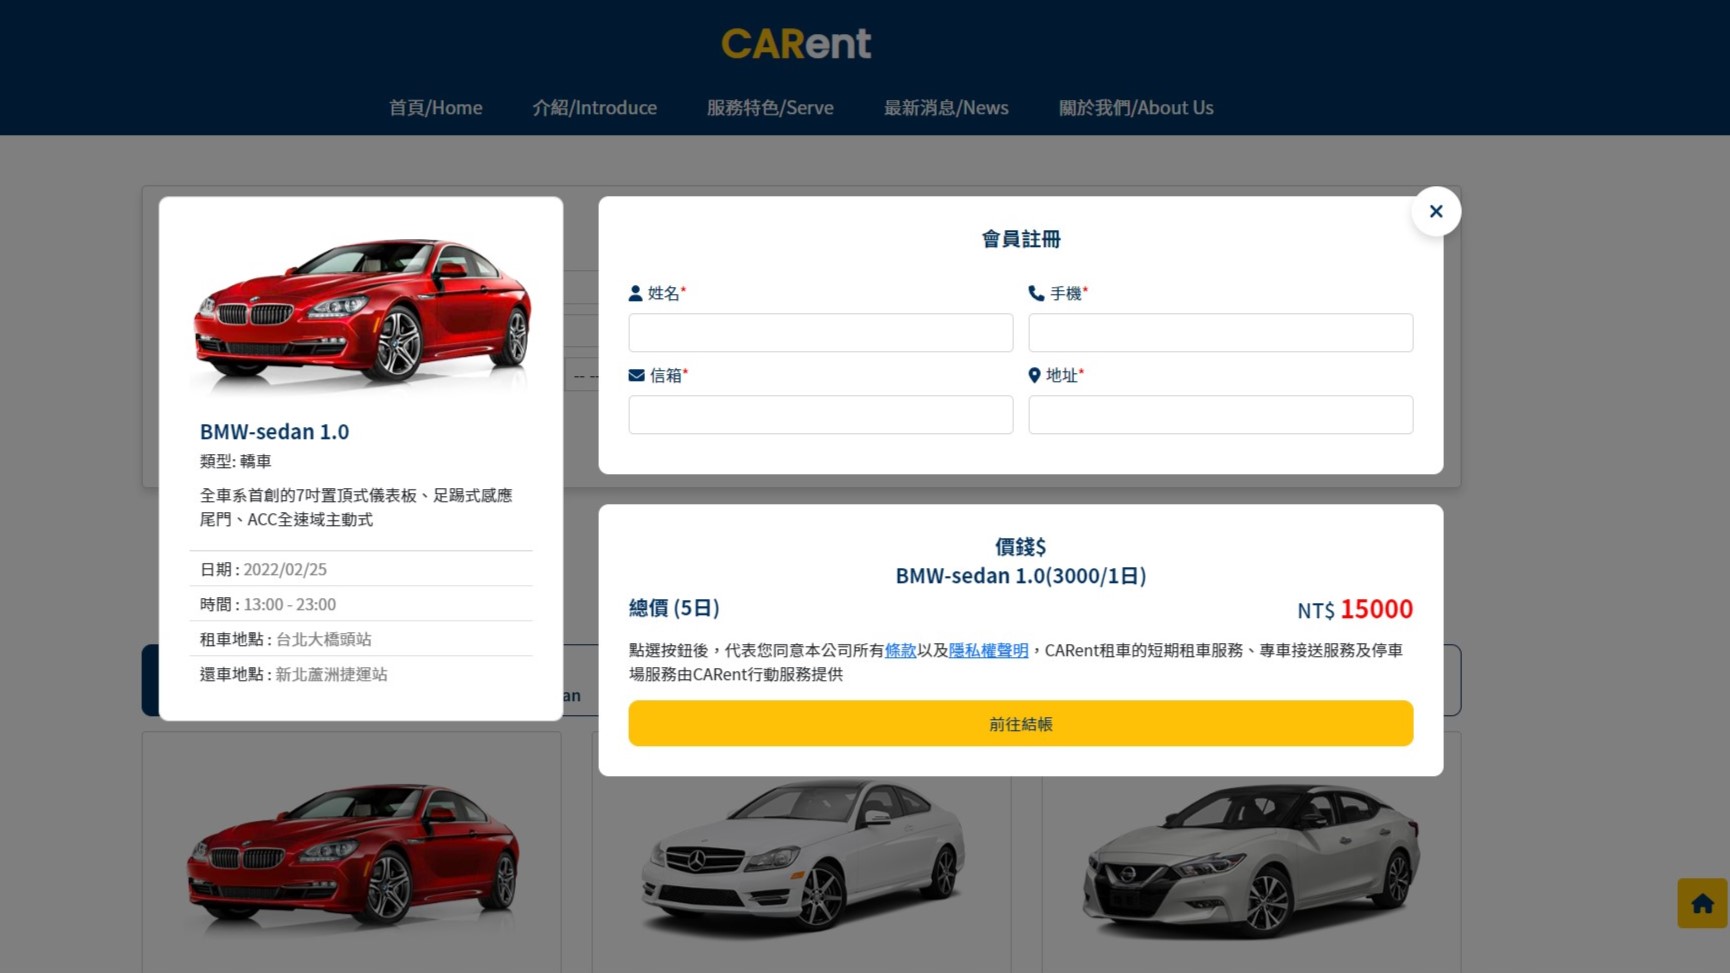 CARent
首頁/Home
介紹/Introduce
服務特色/Serve
最新消息/News
關於我們/About Us
BMW-sedan 1.0
類型: 轎車
全車系首創的7吋置頂式儀表板、足踢式感應
尾門、ACC全速域主動式
日期 : 2022/02/25
時間 : 13:00 - 23:00
租車地點 : 台北大橋頭站
還車地點 : 新北蘆洲捷運站
-- --
an
會員註冊
姓名*
手機*
信箱*
地址*
價錢$
BMW-sedan 1.0(3000/1日)
總價 (5日)
NT$ 15000
點選按鈕後，代表您同意本公司所有條款以及隱私權聲明，CARent租車的短期租車服務、專車接送服務及停車
場服務由CARent行動服務提供
前往結帳